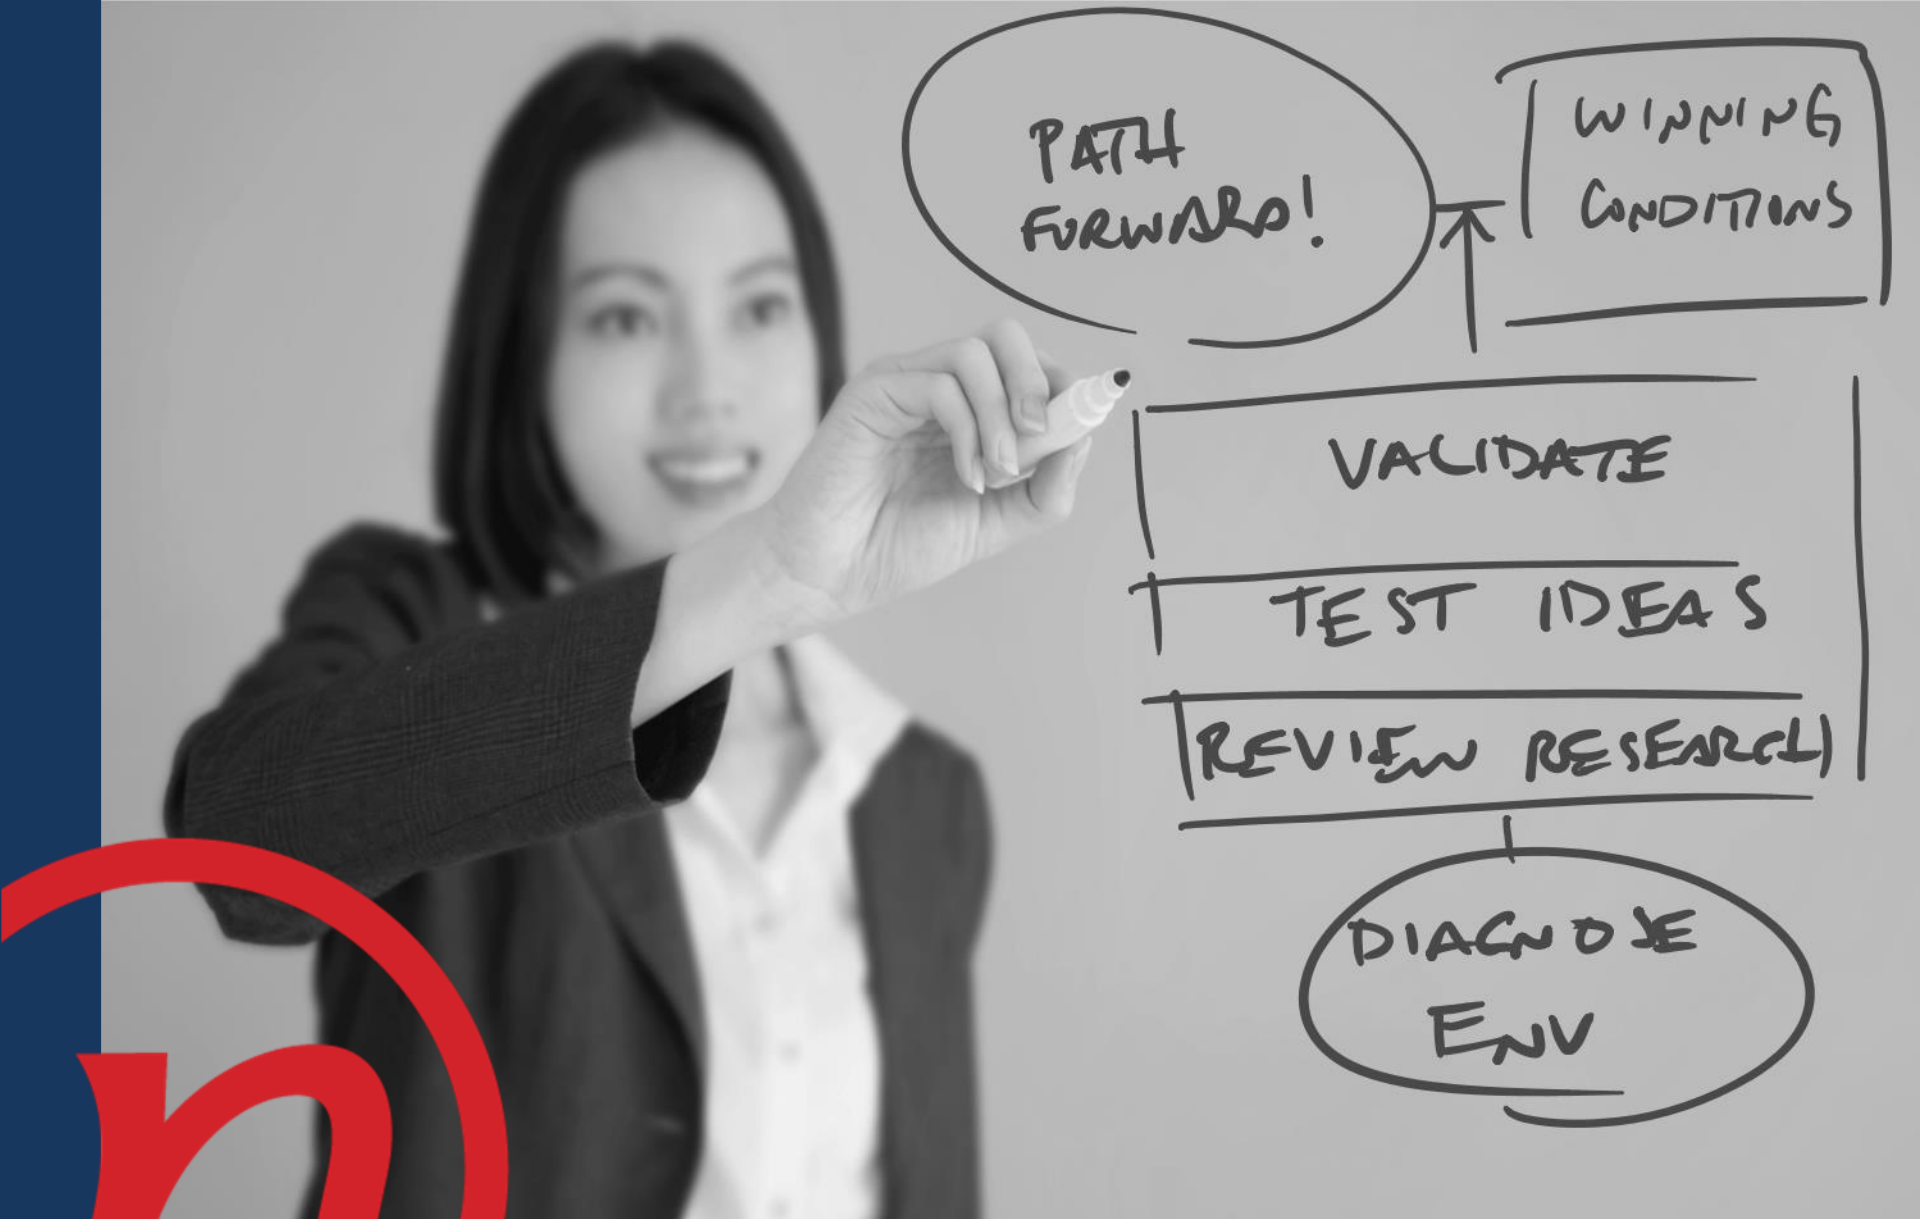 PATH
FORWARD!
WINNING
CONDITIONS
VALIDATE
TEST IDEAS
REVIEW RESEARCH
DIAGNOSE
ENV
n